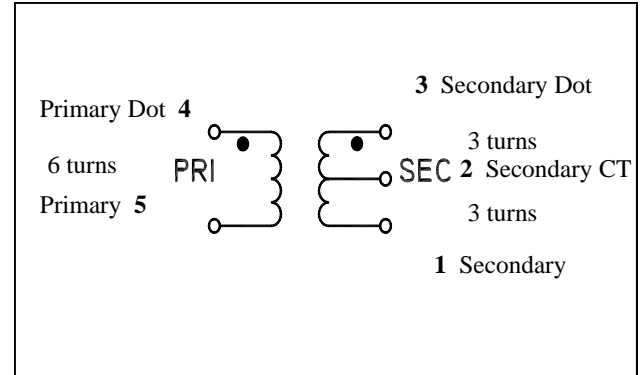 3 Secondary Dot
Primary Dot 4
3 turns
6 turns
PRI
SEC 2 Secondary CT
Primary 5
3 turns
1 Secondary